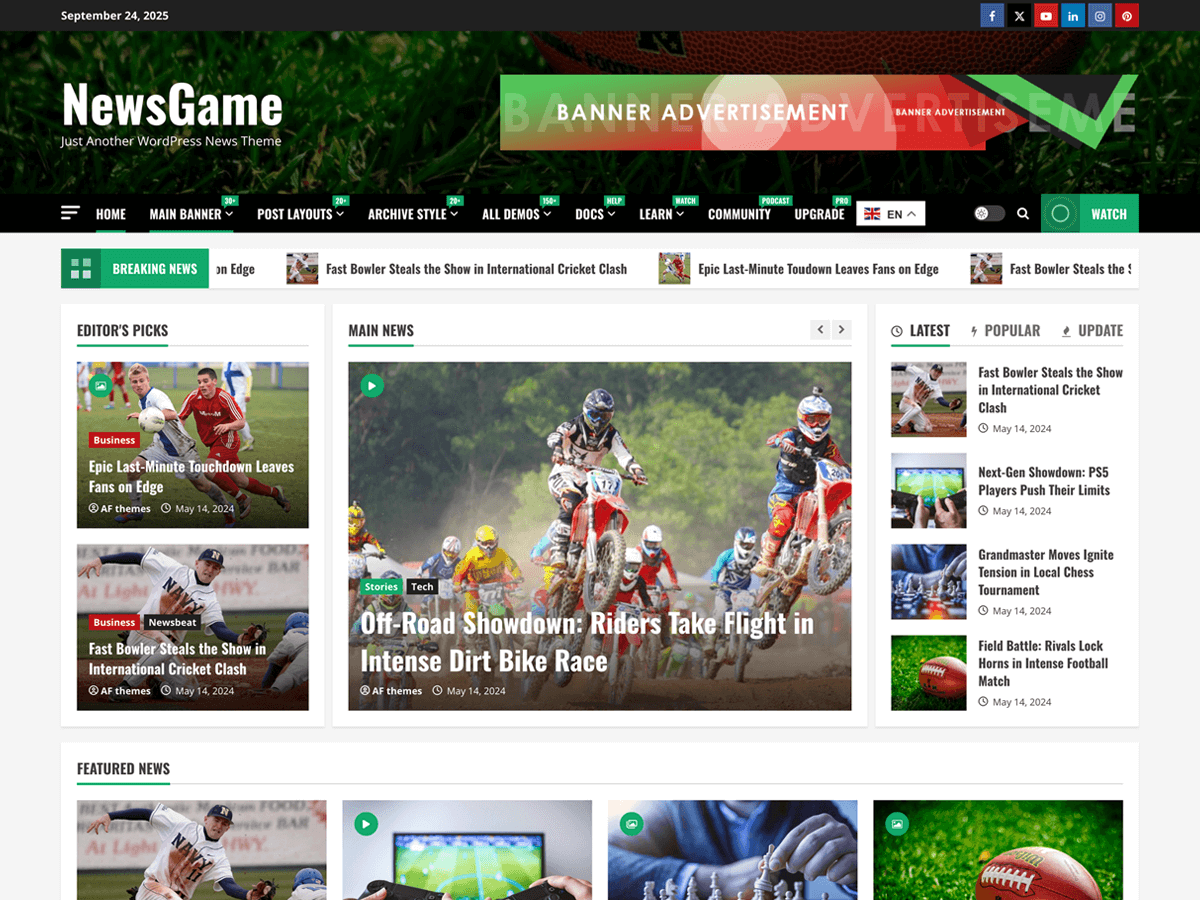 September 24, 2025
NewsGame
Just Another WordPress News Theme
BANNER ADVERTISEMENT
BANNER ADVERTISEMENT
30+
20+
20+
150+
HELP
WATCH
PODCAST
PRO
HOME
MAIN BANNER
POST LAYOUTS
ARCHIVE STYLE
ALL DEMOS
DOCS
LEARN
COMMUNITY
UPGRADE
EN
WATCH
BREAKING NEWS
on Edge
Fast Bowler Steals the Show in International Cricket Clash
Epic Last-Minute Toudown Leaves Fans on Edge
Fast Bowler Steals the S
EDITOR'S PICKS
Business
Epic Last-Minute Touchdown Leaves
Fans on Edge
AF themes May 14, 2024
NAVY
Business Newsbeat
Fast Bowler Steals the Show in
International Cricket Clash
AF themes May 14, 2024
MAIN NEWS
17
Stories Tech
Off-Road Showdown: Riders Take Flight in
Intense Dirt Bike Race
AF themes May 14, 2024
LATEST
POPULAR
UPDATE
Fast Bowler Steals the Show
in International Cricket
Clash
May 14, 2024
Next-Gen Showdown: PS5
Players Push Their Limits
May 14, 2024
Grandmaster Moves Ignite
Tension in Local Chess
Tournament
May 14, 2024
Field Battle: Rivals Lock
Horns in Intense Football
Match
May 14, 2024
FEATURED NEWS
NAVY